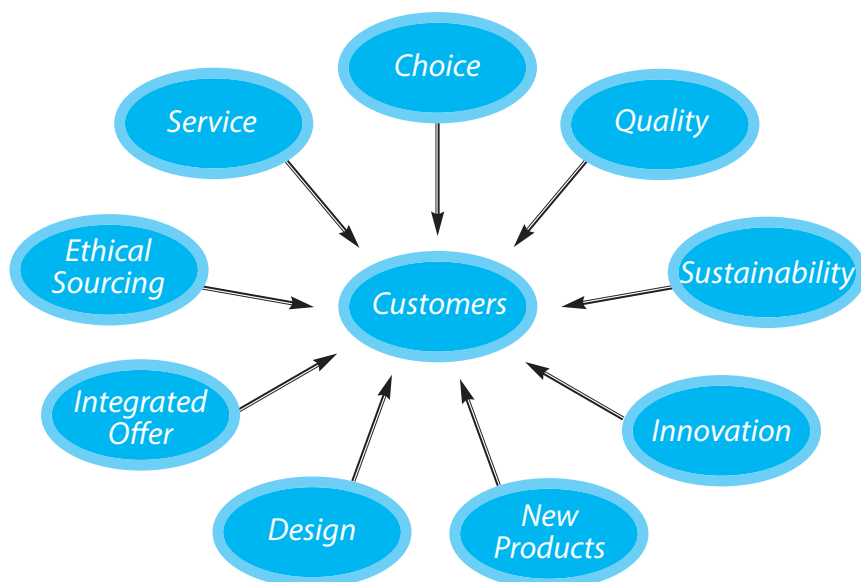 Choice
Service
Quality
Ethical
Sourcing
Sustainability
Customers
Integrated
Offer
Innovation
Design
New
Products